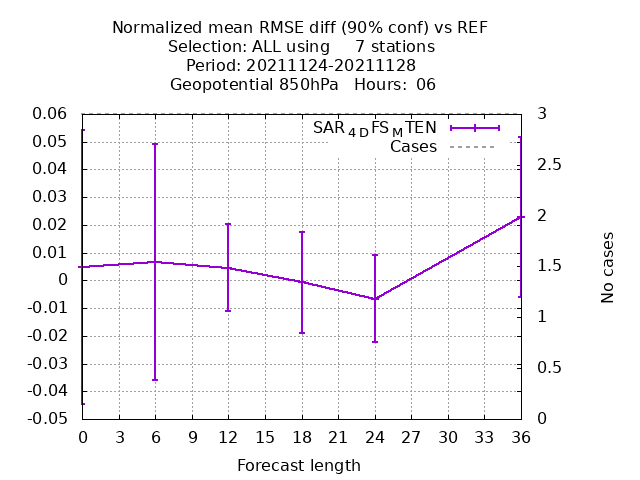 Normalized mean RMSE diff (90% conf) vs REF
Selection: ALL using 7 stations
Period: 20211124-20211128
Geopotential 850hPa Hours: 06
SAR4DFSMTEN
Cases
0.06
0.05
0.04
0.03
0.02
0.01
0
-0.01
-0.02
-0.03
-0.04
-0.05
3
2.5
2
1.5
1
0.5
0
No cases
0 3 6 9 12 15 18 21 24 27 30 33 36
Forecast length